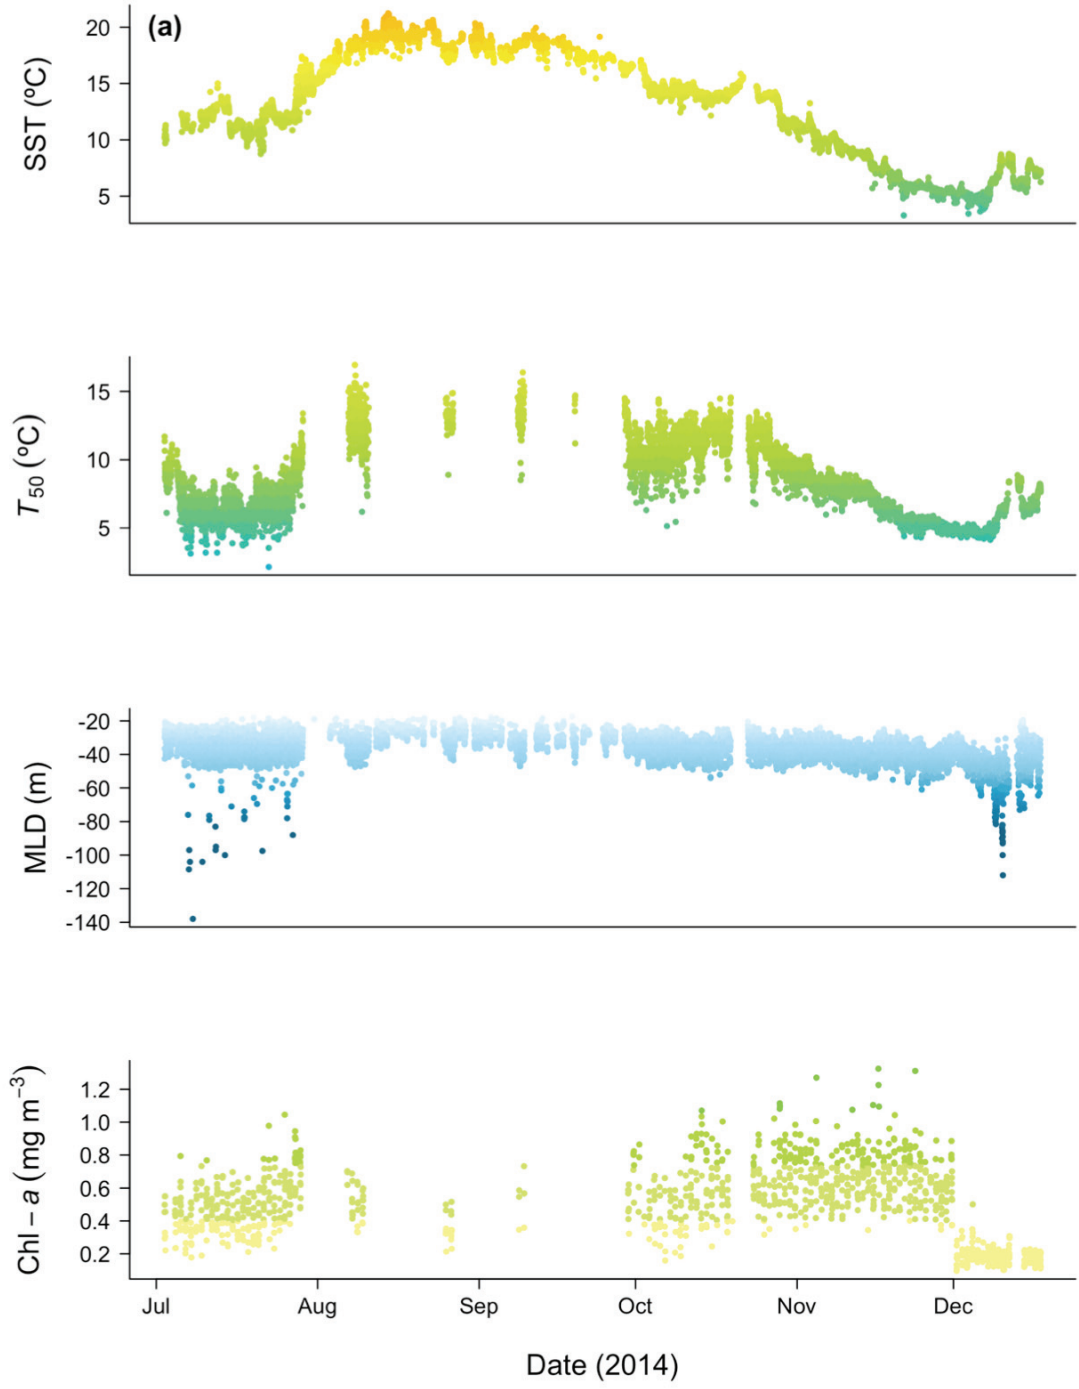 (a)
SST (ºC)
20
15
10
5
T50 (ºC)
15
10
5
MLD (m)
-20
-40
-60
-80
-100
-120
-140
Chl – a (mg m−3)
1.2
1.0
0.8
0.6
0.4
0.2
Jul Aug Sep Oct Nov Dec
Date (2014)